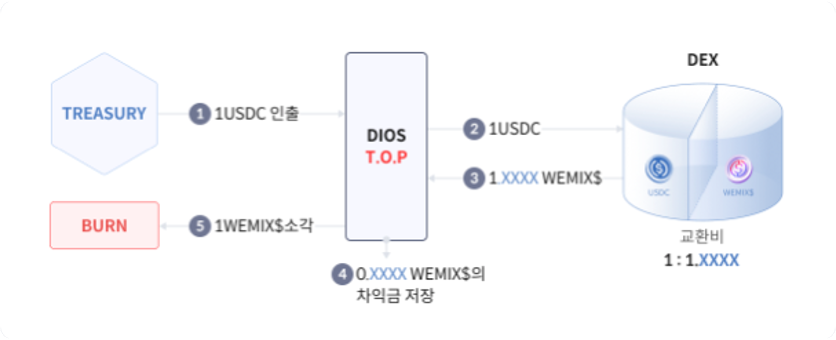 DEX
TREASURY
1 1USDC 인출
DIOS
T.O.P
2 1USDC
3 1.XXXX WEMIX$
USDC
WEMIX$
BURN
5 1WEMIX$소각
교환비
1 : 1.XXXX
4 0.XXXX WEMIX$의
차익금 저장